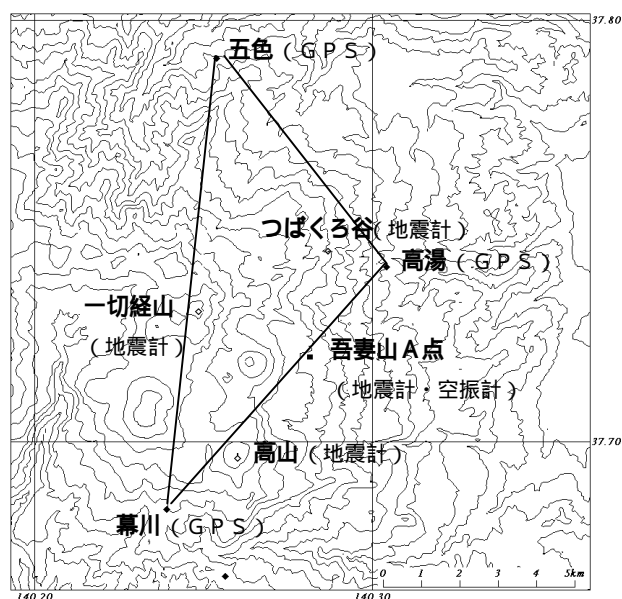 37.80
五色（ＧＰＳ）
つばくろ谷（地震計）
高湯（ＧＰＳ）
一切経山
（地震計）
吾妻山Ａ点
（地震計・空振計）
37.70
高山（地震計）
幕川（ＧＰＳ）
0 1 2 3 4 5km
140.20 140.30